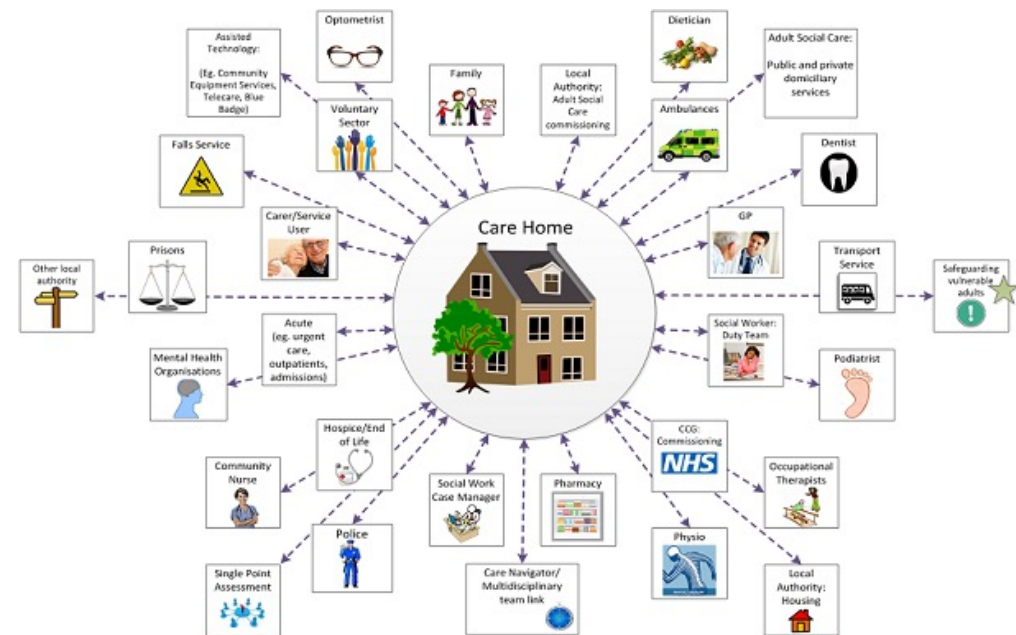 Optometrist
Dietician
Assisted
Technology:
(Eg. Community
Equipment Services,
Telecare, Blue
Badge)
Adult Social Care:
Public and private
domiciliary
services
Family
Local
Authority:
Adult Social
Care
commissioning
Voluntary
Sector
Ambulances
Falls Service
Dentist
Carer/Service
User
Care Home
GP
Prisons
Transport
Service
Other local
authority
Safeguarding
vulnerable
adults
!
Acute
(eg. urgent
care,
outpatients,
admissions)
Social Worker:
Duty Team
Mental Health
Organisations
Podiatrist
Hospice/End
of Life
CCG:
Commissioning
NHS
Community
Nurse
Social Work
Case Manager
Pharmacy
Occupational
Therapists
Police
Physio
Single Point
Assessment
Care Navigator/
Multidisciplinary
team link
Local
Authority:
Housing